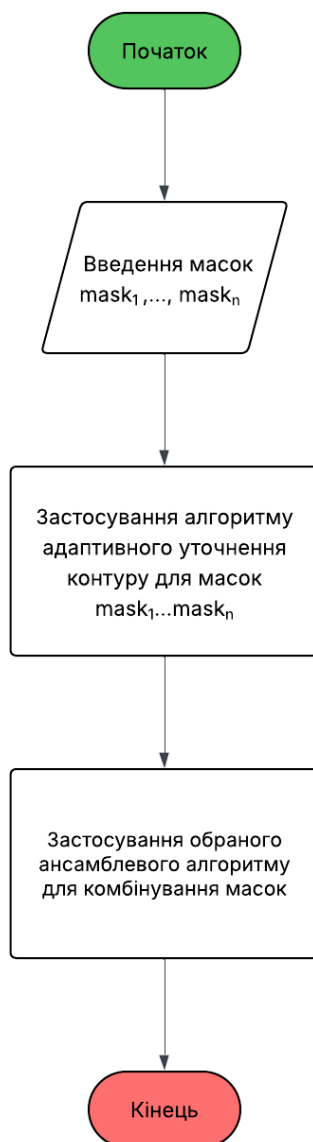 Початок
Введення масок
mask₁,..., maskₙ
Застосування алгоритму
адаптивного уточнення
контуру для масок
mask₁...maskₙ
Застосування обраного
ансамблевого алгоритму
для комбінування масок
Кінець